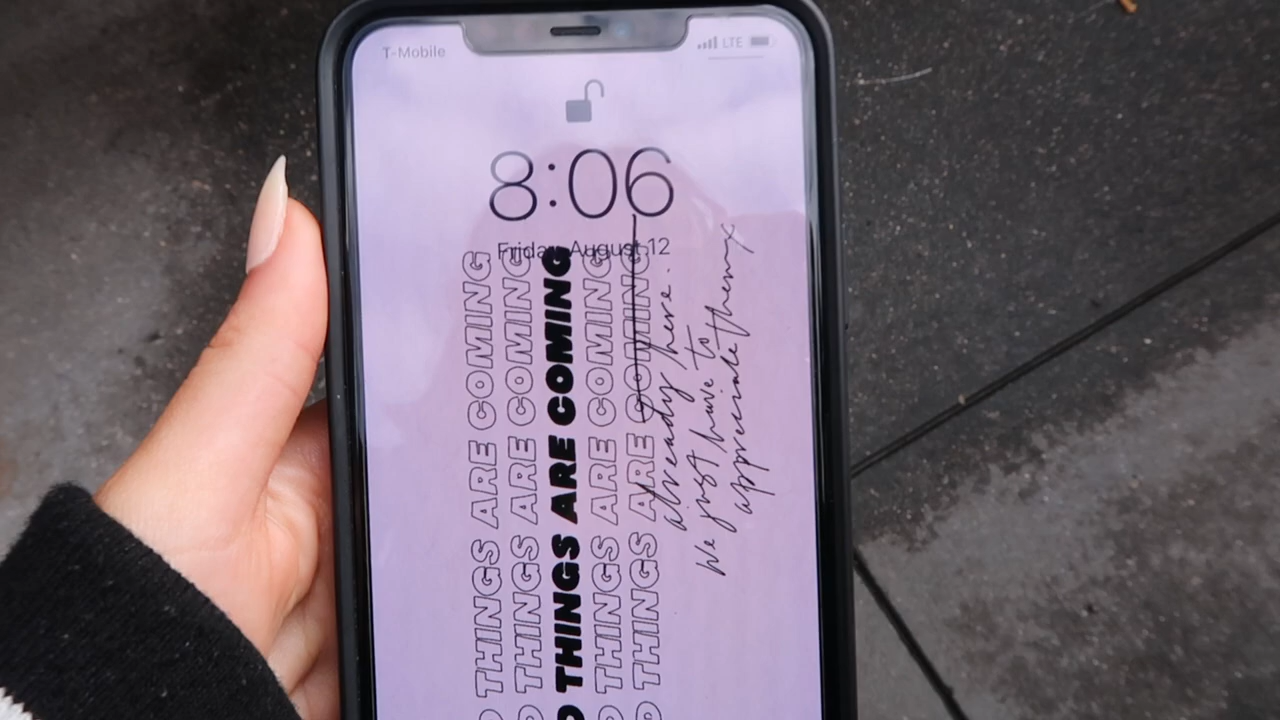 T-Mobile
LTE
8:06
Friday, August 12
D THINGS ARE COMING
D THINGS ARE COMING
D THINGS ARE COMING
D THINGS ARE COMING
D THINGS ARE COMING
already here.
We just have to
appreciate them x